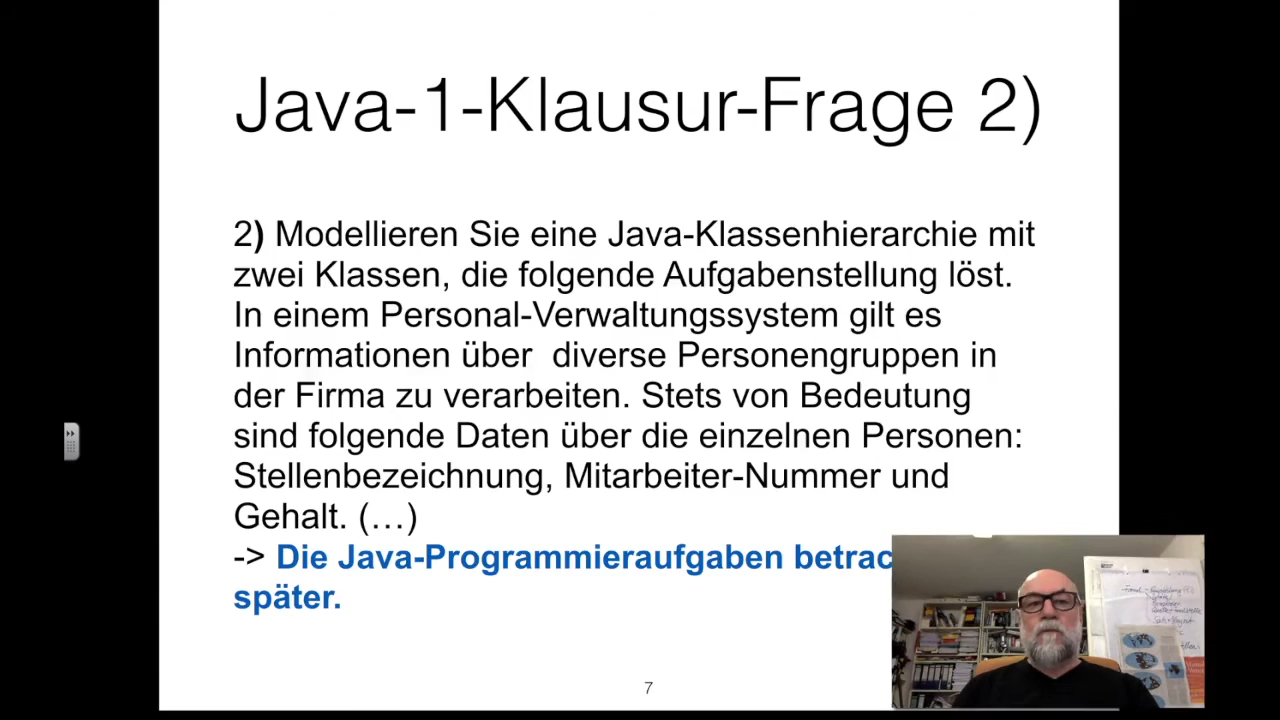 Java-1-Klausur-Frage 2)
2) Modellieren Sie eine Java-Klassenhierarchie mit
zwei Klassen, die folgende Aufgabenstellung löst.
In einem Personal-Verwaltungssystem gilt es
Informationen über  diverse Personengruppen in
der Firma zu verarbeiten. Stets von Bedeutung
sind folgende Daten über die einzelnen Personen:
Stellenbezeichnung, Mitarbeiter-Nummer und
Gehalt. (…)
-> Die Java-Programmieraufgaben betrac
später.
7